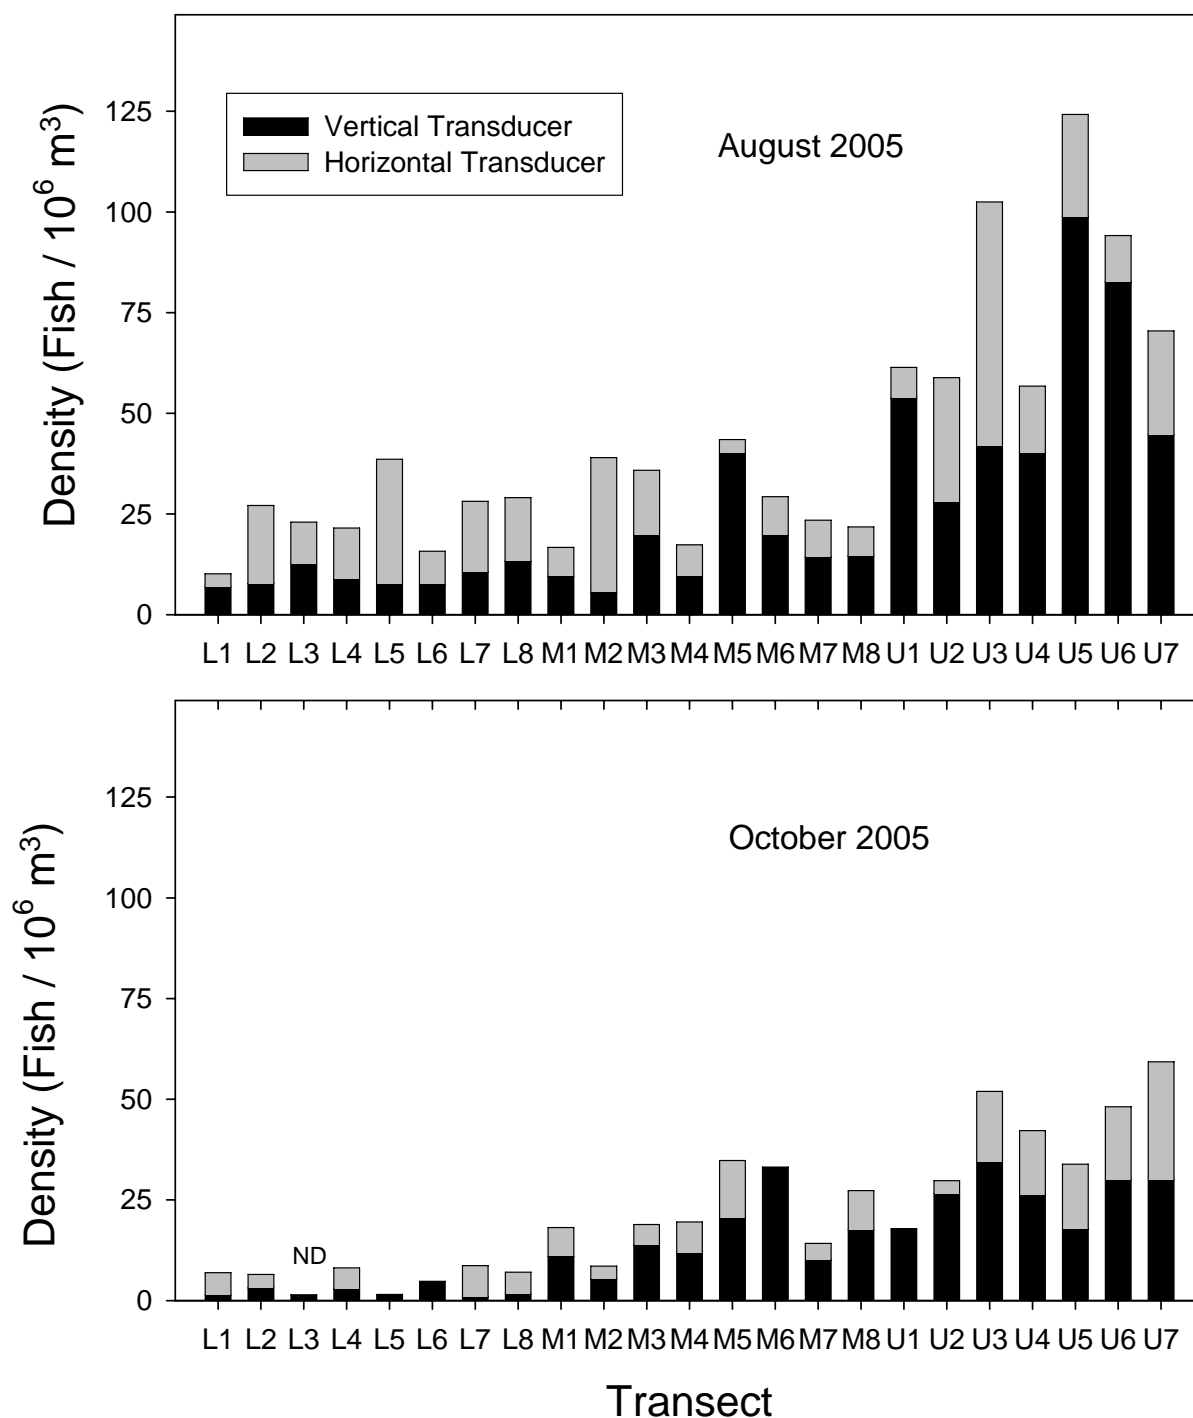 Density (Fish / 10⁶ m³)
125
100
75
50
25
0
Vertical Transducer
Horizontal Transducer
August 2005
L1 L2 L3 L4 L5 L6 L7 L8 M1 M2 M3 M4 M5 M6 M7 M8 U1 U2 U3 U4 U5 U6 U7
Density (Fish / 10⁶ m³)
125
100
75
50
25
0
October 2005
ND
L1 L2 L3 L4 L5 L6 L7 L8 M1 M2 M3 M4 M5 M6 M7 M8 U1 U2 U3 U4 U5 U6 U7
Transect